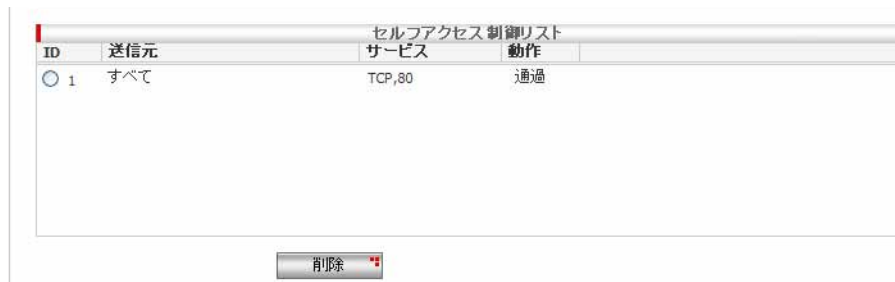 セルフアクセス制御リスト
ID 送信元 サービス 動作
1 すべて TCP,80 通過
削除